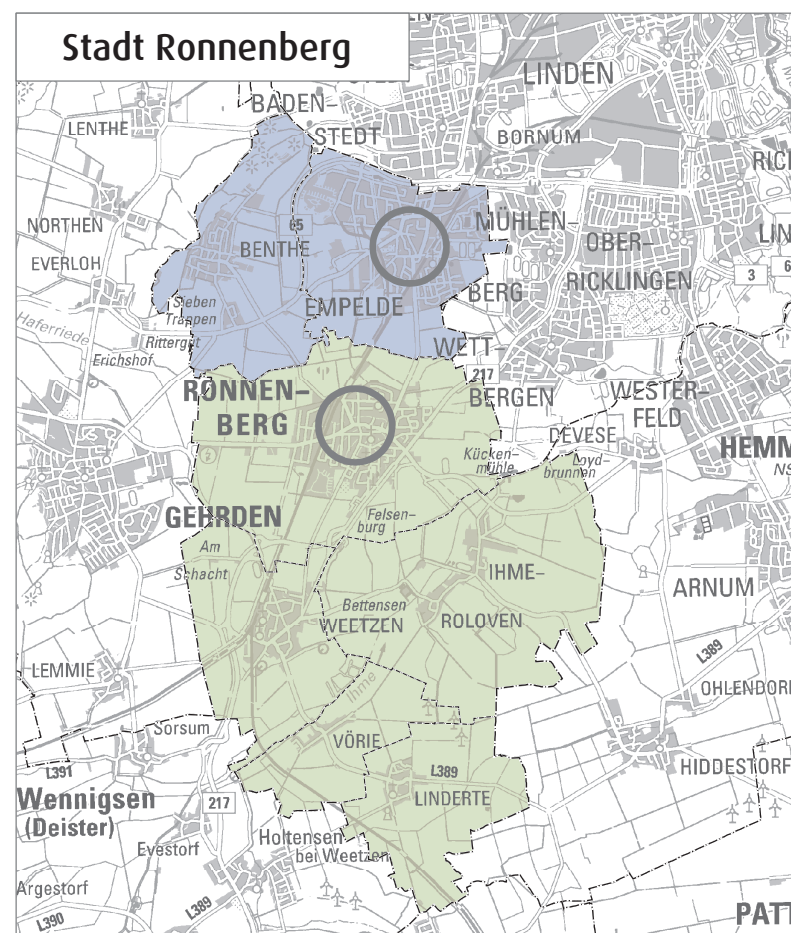 Stadt Ronnenberg
LINDEN
BADEN-
STEDT
LENTHE
BORNUM
NORTHEN
EVERLOH
65
BENTHE
MÜHLEN-
BERG
OBER-
RICKLINGEN
3
6
EMPELDE
Sieben
Trappen
Haferriede
Rittergut
Erichshof
WETT-
BERGEN
217
RONNEN-
BERG
WESTER-
FELD
DEVESE
HEMM
Kücken-
mühle
Loyd-
brunnen
GEHRDEN
Felsen-
burg
Am
Schacht
IHME-
ROLOVEN
ARNUM
Bettensen
WEETZEN
Ihme
LEMMIE
L389
OHLENDORF
Sorsum
VÖRIE
L391
L389
HIDDESTORF
LINDERTE
Wennigsen
(Deister)
217
Evestorf
Holtensen
bei Weetzen
Argestorf
L389
L390
PATT